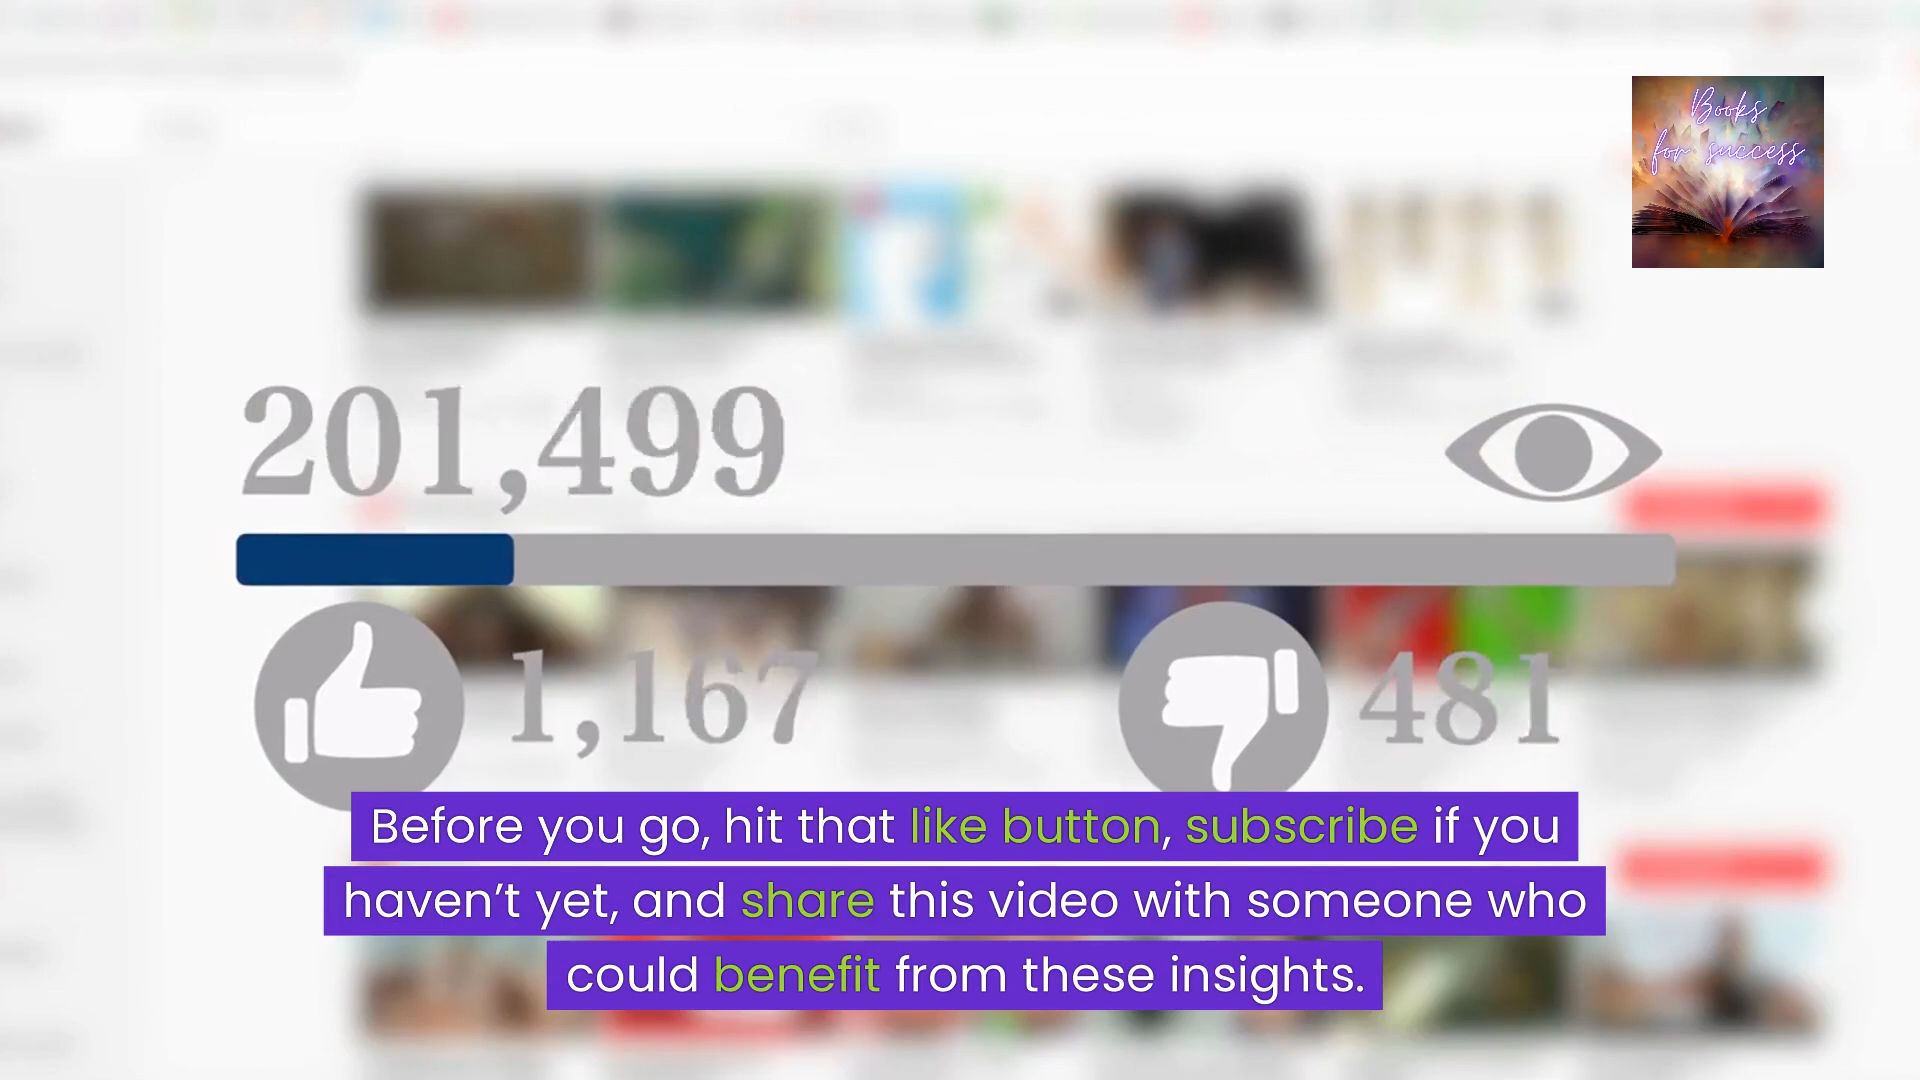 Books
for success
201,499
1,167
481
Before you go, hit that like button, subscribe if you
haven’t yet, and share this video with someone who
could benefit from these insights.